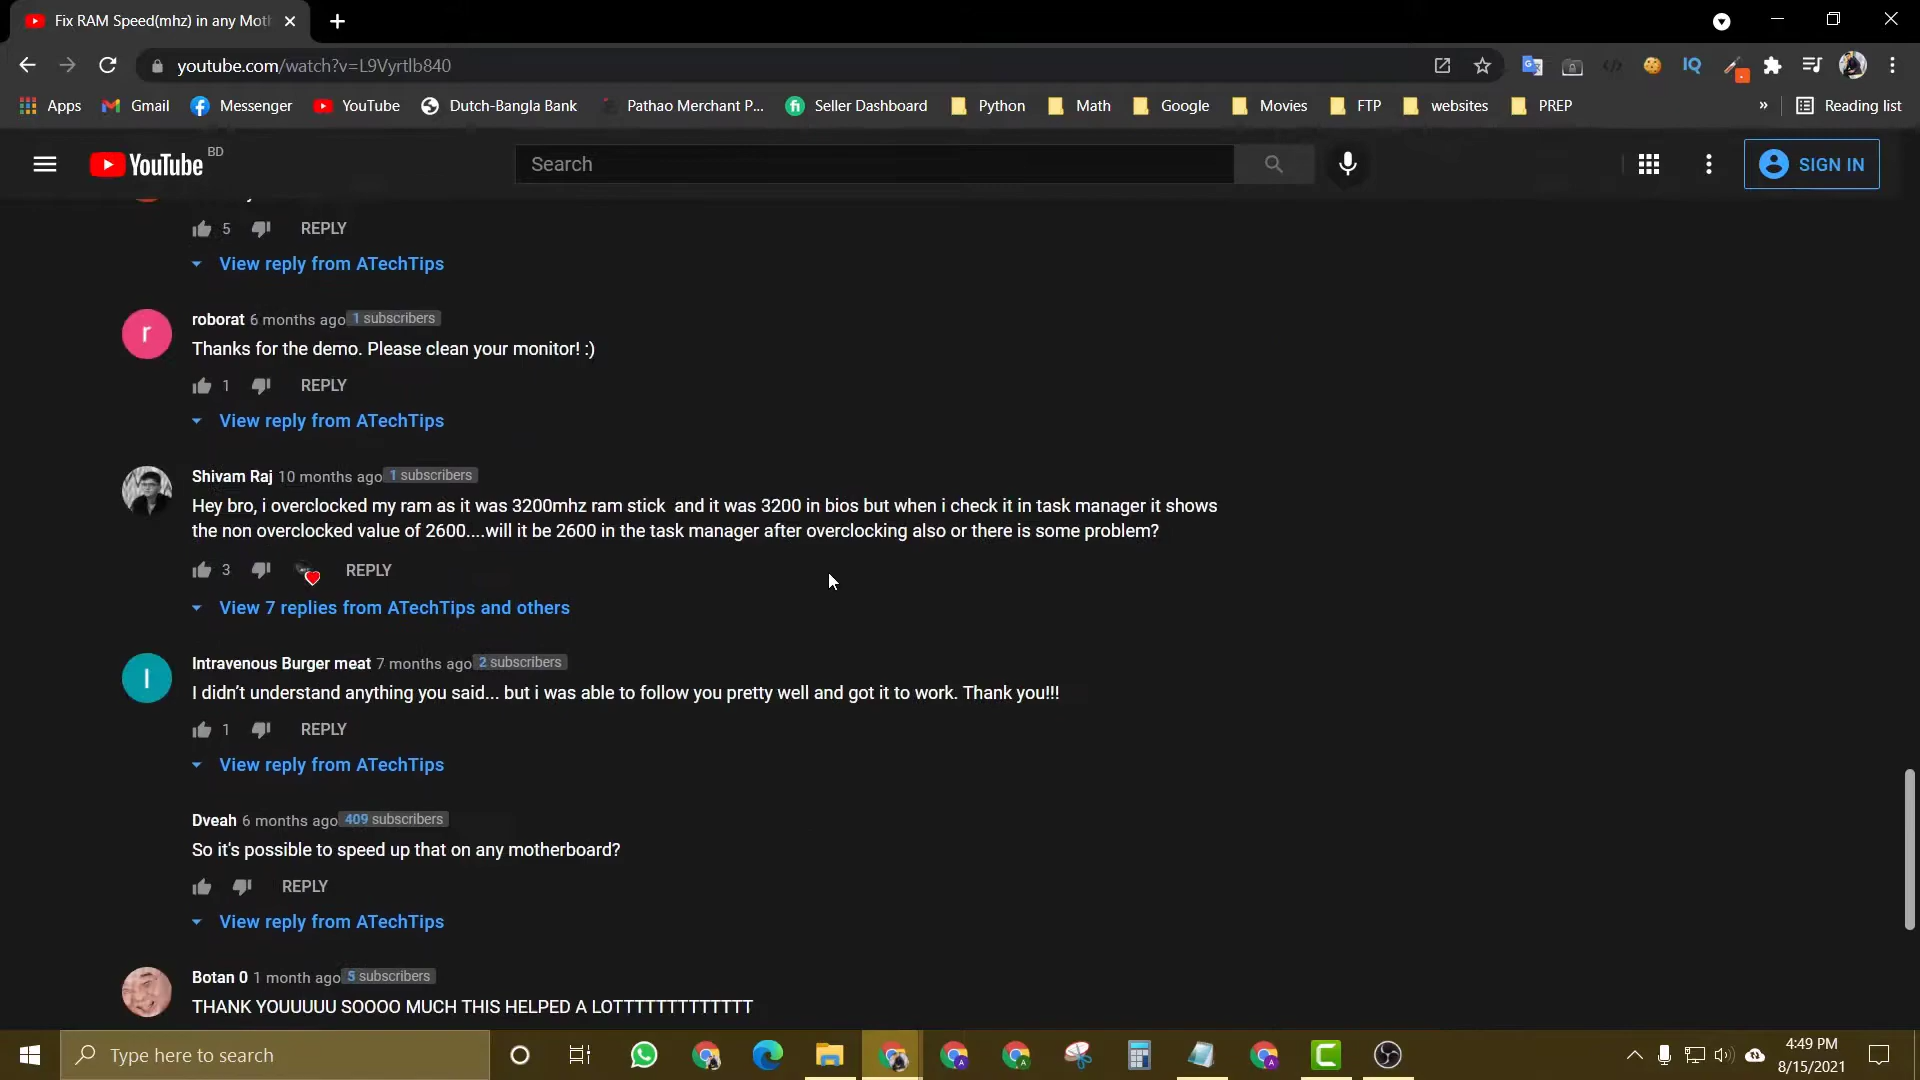 Fix RAM Speed(mhz) in any Mot
youtube.com/watch?v=L9Vyrtlb840
IQ
Apps
Gmail
Messenger
YouTube
Dutch-Bangla Bank
Pathao Merchant P...
Seller Dashboard
Python
Math
Google
Movices
FTP
websites
PREP
»
Reading list
YouTube BD
Search
SIGN IN
5 REPLY
View reply from ATechTips
r
roborat 6 months ago 1 subscribers
Thanks for the demo. Please clean your monitor! :)
1 REPLY
View reply from ATechTips
Shivam Raj 10 months ago 1 subscribers
Hey bro, i overclocked my ram as it was 3200mhz ram stick and it was 3200 in bios but when i check it in task manager it shows
the non overclocked value of 2600....will it be 2600 in the task manager after overclocking also or there is some problem?
3 REPLY
View 7 replies from ATechTips and others
I
Intravenous Burger meat 7 months ago 2 subscribers
I didn’t understand anything you said... but i was able to follow you pretty well and got it to work. Thank you!!!
1 REPLY
View reply from ATechTips
Dveah 6 months ago 409 subscribers
So it's possible to speed up that on any motherboard?
REPLY
View reply from ATechTips
Botan 0 1 month ago 5 subscribers
THANK YOUUUUU SOOOO MUCH THIS HELPED A LOTTTTTTTTTTTTT
Type here to search
4:49 PM
8/15/2021